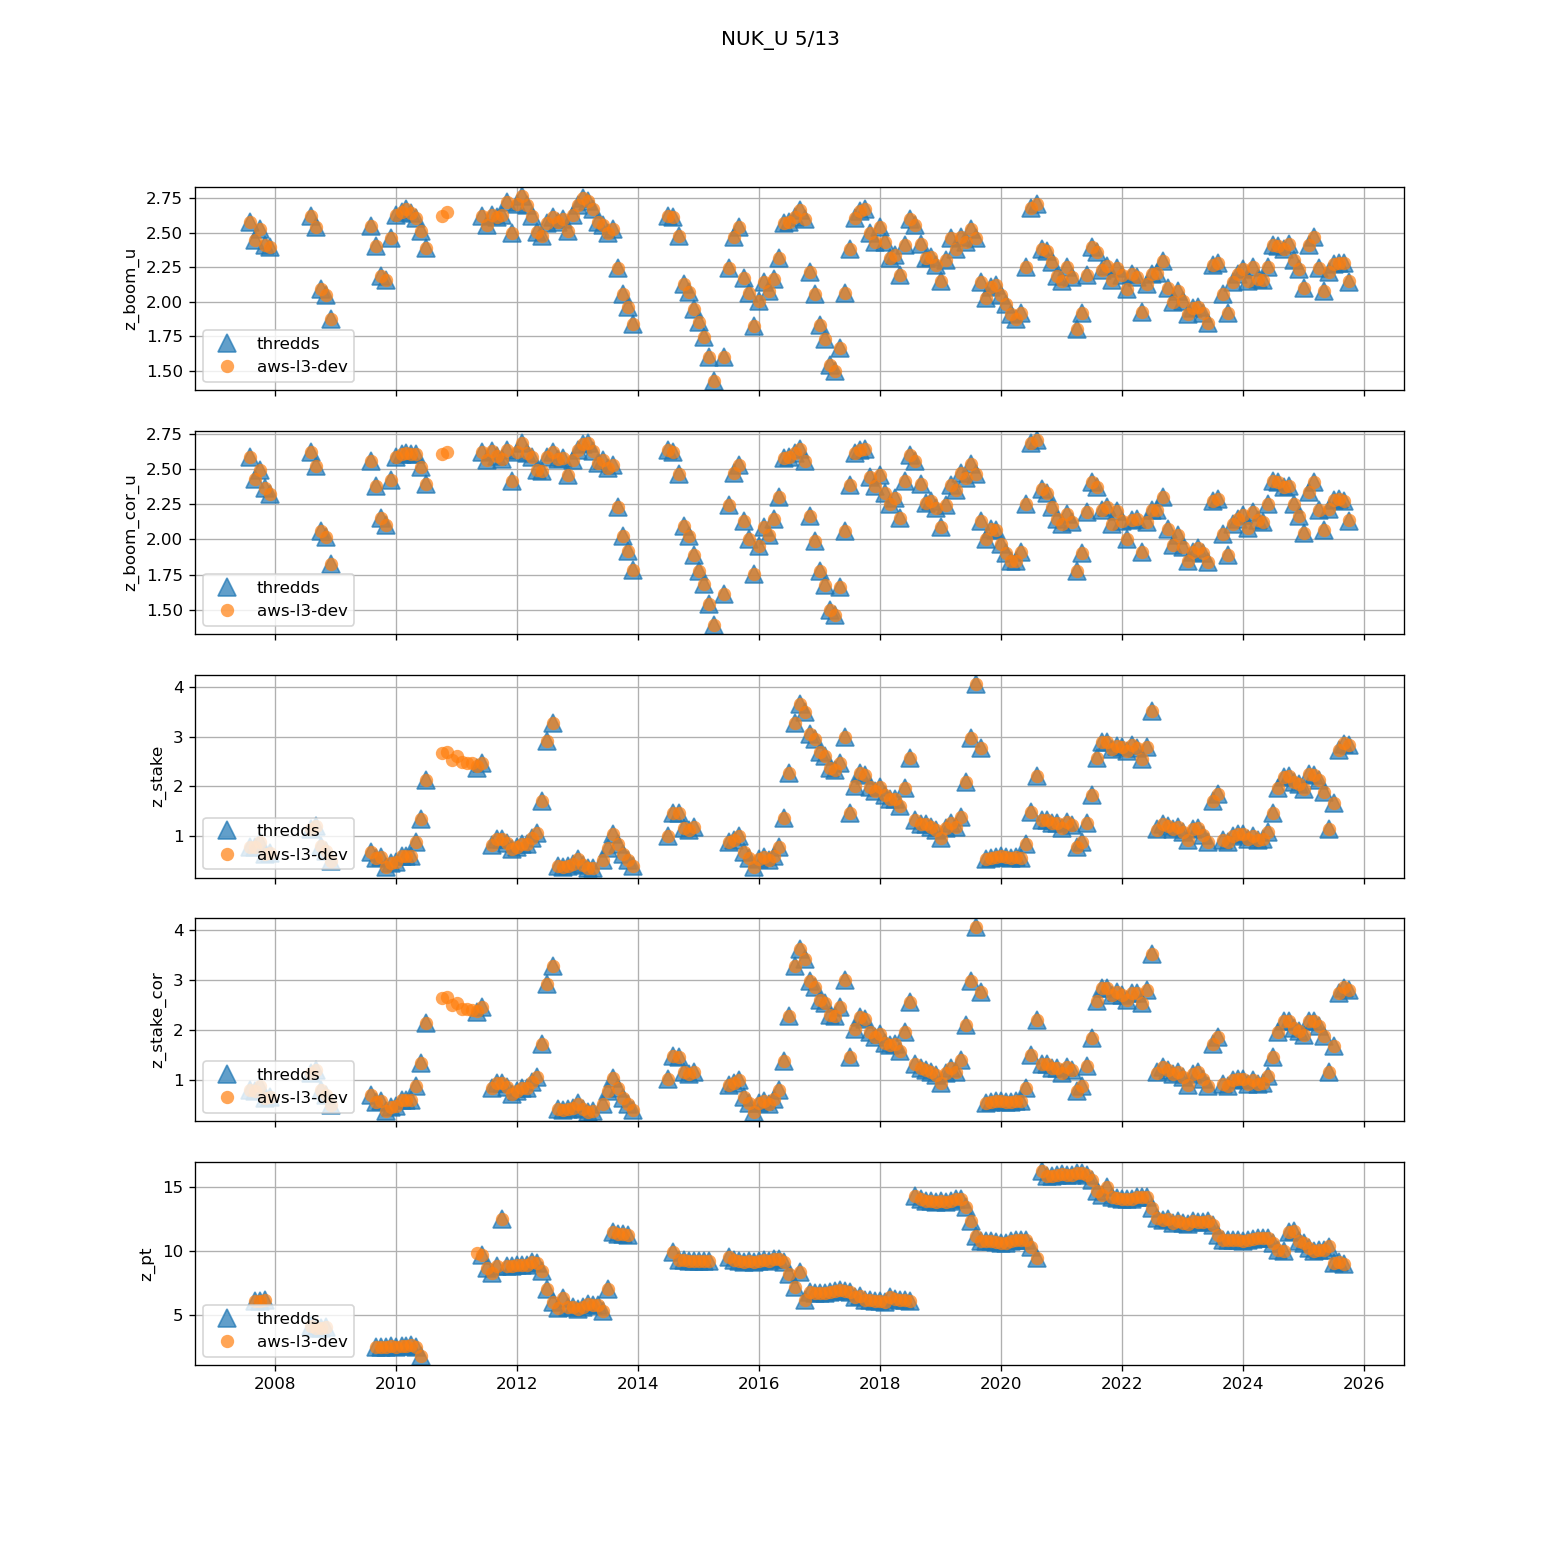 NUK_U 5/13
2.75
2.50
2.25
2.00
1.75
1.50
z_boom_u
thredds
aws-l3-dev
2.75
2.50
2.25
2.00
1.75
1.50
z_boom_cor_u
thredds
aws-l3-dev
4
3
2
1
z_stake
thredds
aws-l3-dev
4
3
2
1
z_stake_cor
thredds
aws-l3-dev
15
10
5
z_pt
thredds
aws-l3-dev
2008 2010 2012 2014 2016 2018 2020 2022 2024 2026